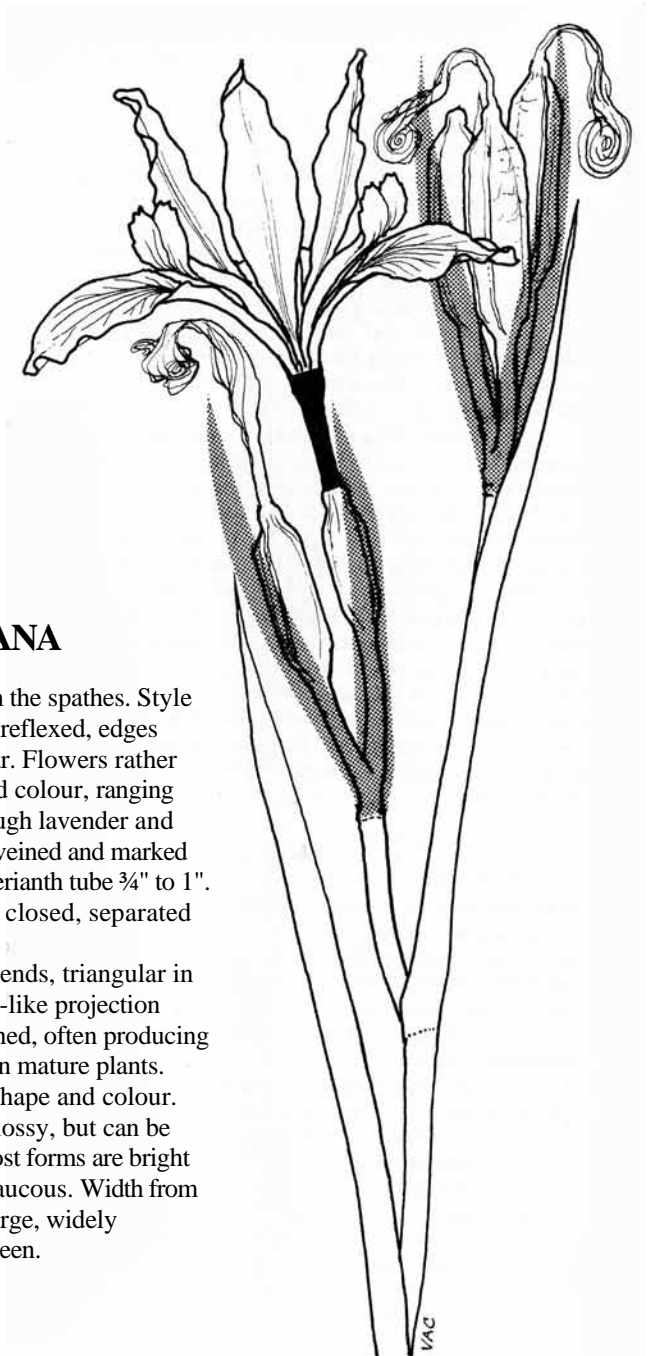 ANA
n the spathes. Style
reflexed, edges
r. Flowers rather
d colour, ranging
ugh lavender and
veined and marked
erianth tube ¾" to 1".
closed, separated
ends, triangular in
-like projection
ned, often producing
n mature plants.
hape and colour.
lossy, but can be
ost forms are bright
aucous. Width from
rge, widely
een.
VAC